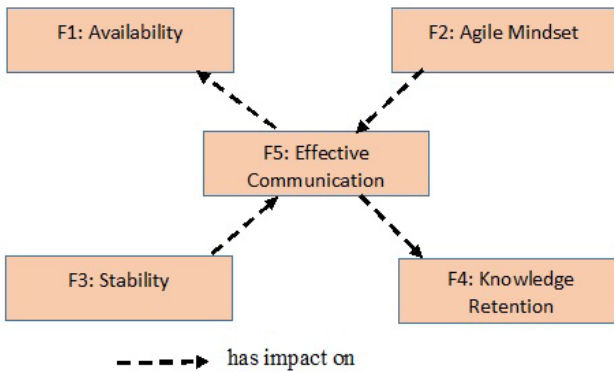 F1: Availability
F2: Agile Mindset
F5: Effective
Communication
F3: Stability
F4: Knowledge
Retention
has impact on